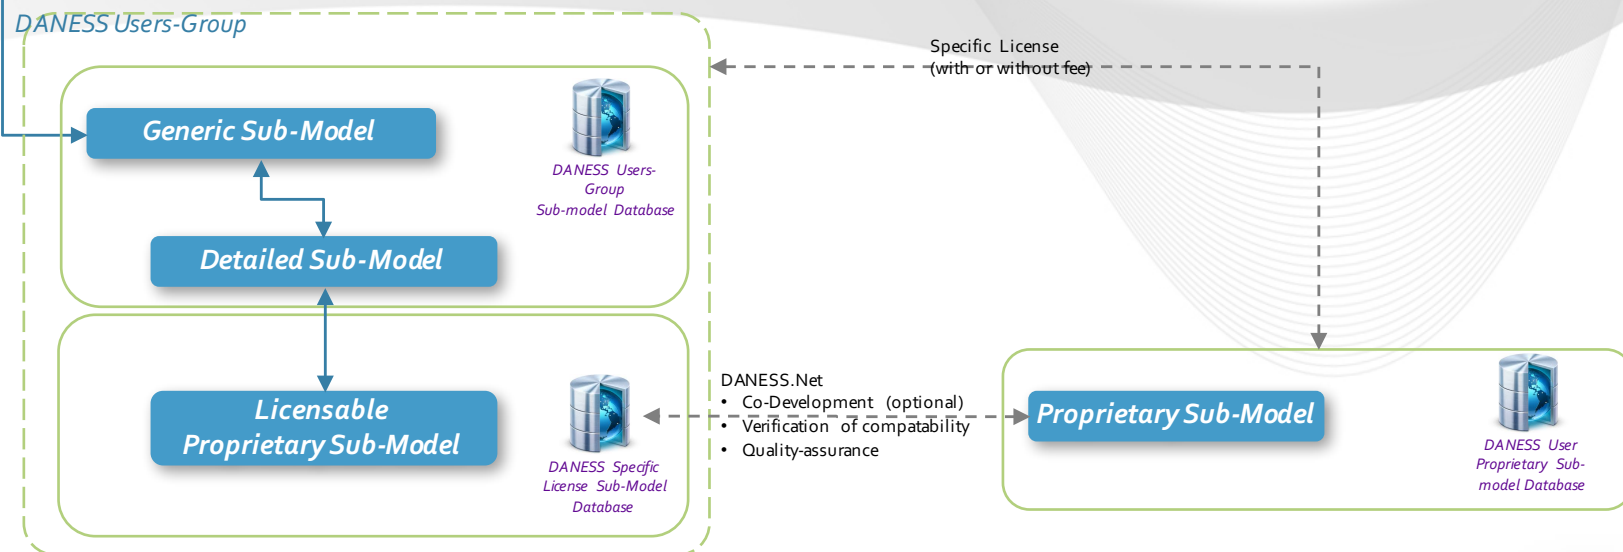 DANESS Users-Group
Specific License
(with or without fee)
Generic Sub-Model
DANESS Users-
Group
Sub-model Database
Detailed Sub-Model
Licensable
Proprietary Sub-Model
DANESS Specific
License Sub-Model
Database
DANESS.Net
• Co-Development (optional)
• Verification of compatability
• Quality-assurance
Proprietary Sub-Model
DANESS User
Proprietary Sub-
model Database